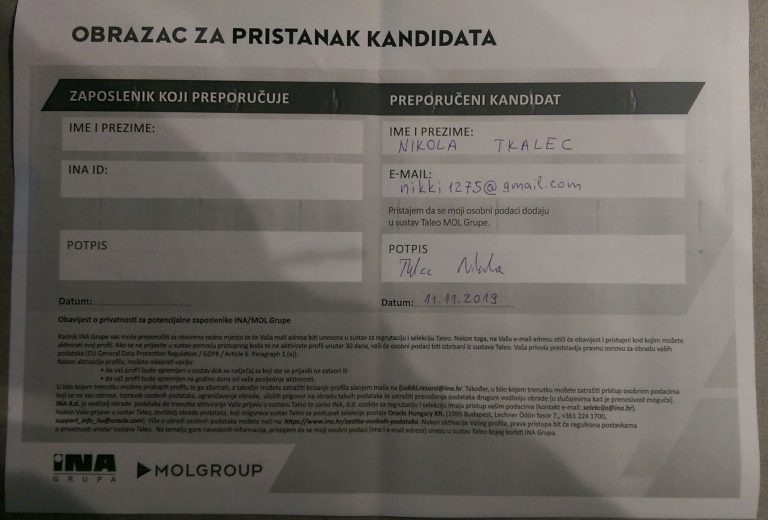 OBRAZAC ZA PRISTANAK KANDIDATA
ZAPOSLENIK KOJI PREPORUČUJE
IME I PREZIME:
INA ID:
POTPIS
Datum:
PREPORUČENI KANDIDAT
IME I PREZIME:
NIKOLA TKALEC
E-MAIL:
nikki1275@gmail.com
Pristajem da se moji osobni podaci dodaju
u sustav Taleo MOL Grupe.
POTPIS
Nikola
Datum: 11.11.2019
Obavijest o privatnosti za potencijalne zaposlenike INA/MOL Grupe
Radnik INA Grupe vas može preporučiti za otvoreno radno mjesto te će Vaša mail adresa biti unesena u sustav za regrutaciju i selekciju Taleo. Nakon toga, na Vašu e-mail adresu stići će obavijest i pristupni kod kojim možete
aktivirati svoj profil. Ako se ne prijavite u sustav pomoću pristupnog koda te ne aktivirate profil unutar 30 dana, vaši će osobni podaci biti izbrisani iz sustava Taleo. Vaša privola predstavlja pravnu osnovu za obradu vaših
podataka (EU General Data Protection Regulation / GDPR / Article 6. Paragraph 1 (a)).
Nakon aktivacije profila, možete odabrati opciju:
• da vaš profil bude spremljen u sustav dok se natječaj za koji ste se prijavili ne zatvori ili
• da vaš profil bude spremljen na godinu dana od vaše posljednje aktivnosti.
U bilo kojem trenutku možete pristupiti profilu te ga ažurirati, a također možete zatražiti brisanje profila slanjem maila na ljudski.resursi@ina.hr. Također, u bilo kojem trenutku možete zatražiti pristup osobnim podacima
koji se na vas odnose, ispravak osobnih podataka, ograničavanje obrade, uložiti prigovor na obradu takvih podataka te zatražiti prenošenje podataka drugom voditelju obrade (u slučajevima kad je prenosivost moguća).
INA d.d. je voditelj obrade podataka do trenutka aktiviranja Vaše prijave u sustavu Taleo te samo INA, d.d. osoblje za regrutaciju i selekciju imaju pristup vašim podacima (kontakt e-mail: selekcija@ina.hr).
Nakon Vaše prijave u sustav Taleo, izvršitelj obrade podataka, koji osigurava sustav Taleo za postupak selekcije postaje Oracle Hungary Kft. (1095 Budapest, Lechner Ödön fasor 7., +361 224 1700,
support_info_hu@oracle.com). Više o obradi osobnih podataka možete naći na: https://www.ina.hr/zastita-osobnih-podataka. Nakon aktivacije Vašeg profila, prava pristupa bit će regulirana postavkama
o privatnosti unutar sustava Taleo. Na temelju gore navedenih informacija, pristajem da se moji osobni podaci (ime i e-mail adresa) unesu u sustav Taleo kojeg koristi INA Grupa.
INA
GRUPA
MOLGROUP